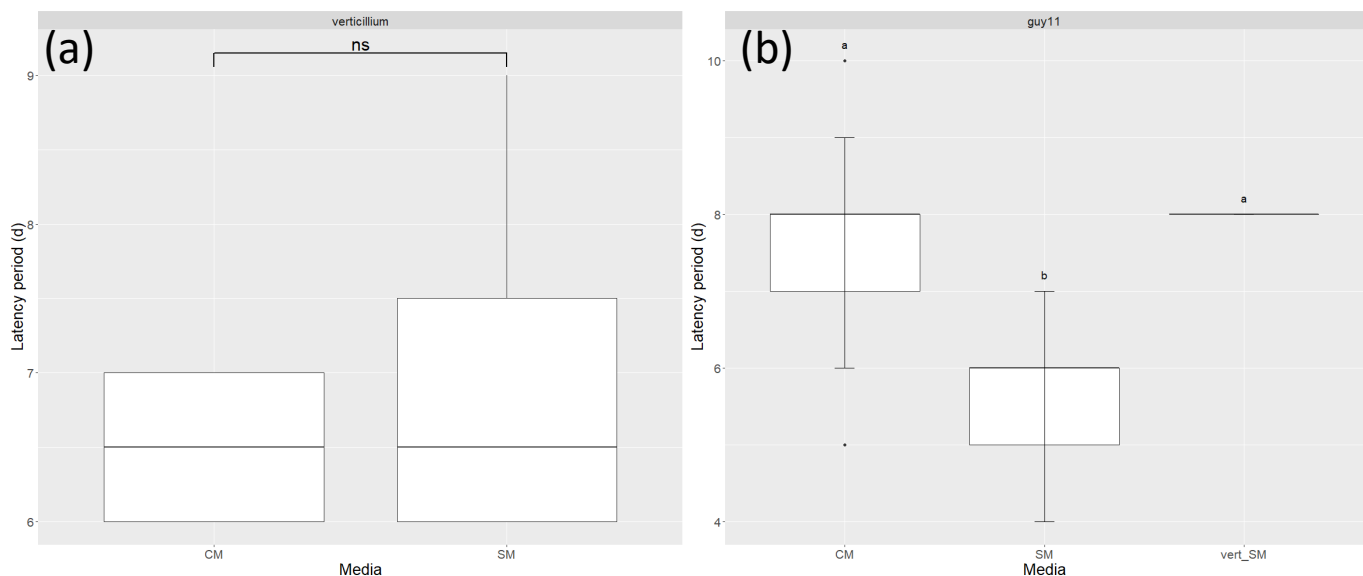 verticillium
(a)
ns
9
8
7
6
Latency period (d)
CM
SM
Media
guy11
(b)
a
b
a
10
8
6
4
Latency period (d)
CM
SM
vert_SM
Media